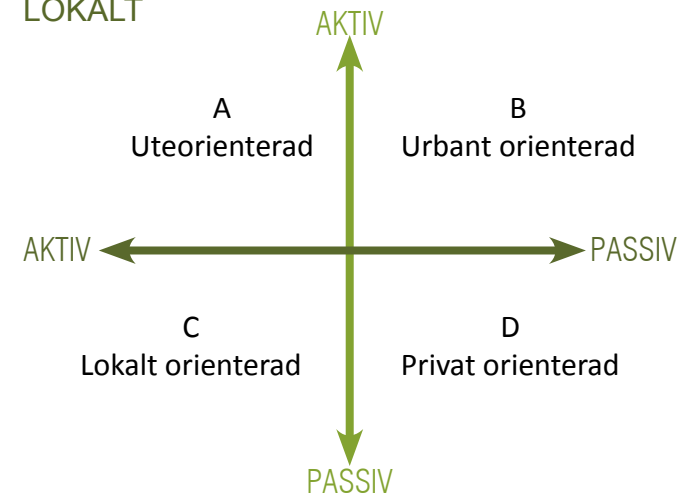 LOKALT
AKTIV
A
Uteorienterad
B
Urbant orienterad
AKTIV
PASSIV
C
Lokalt orienterad
D
Privat orienterad
PASSIV